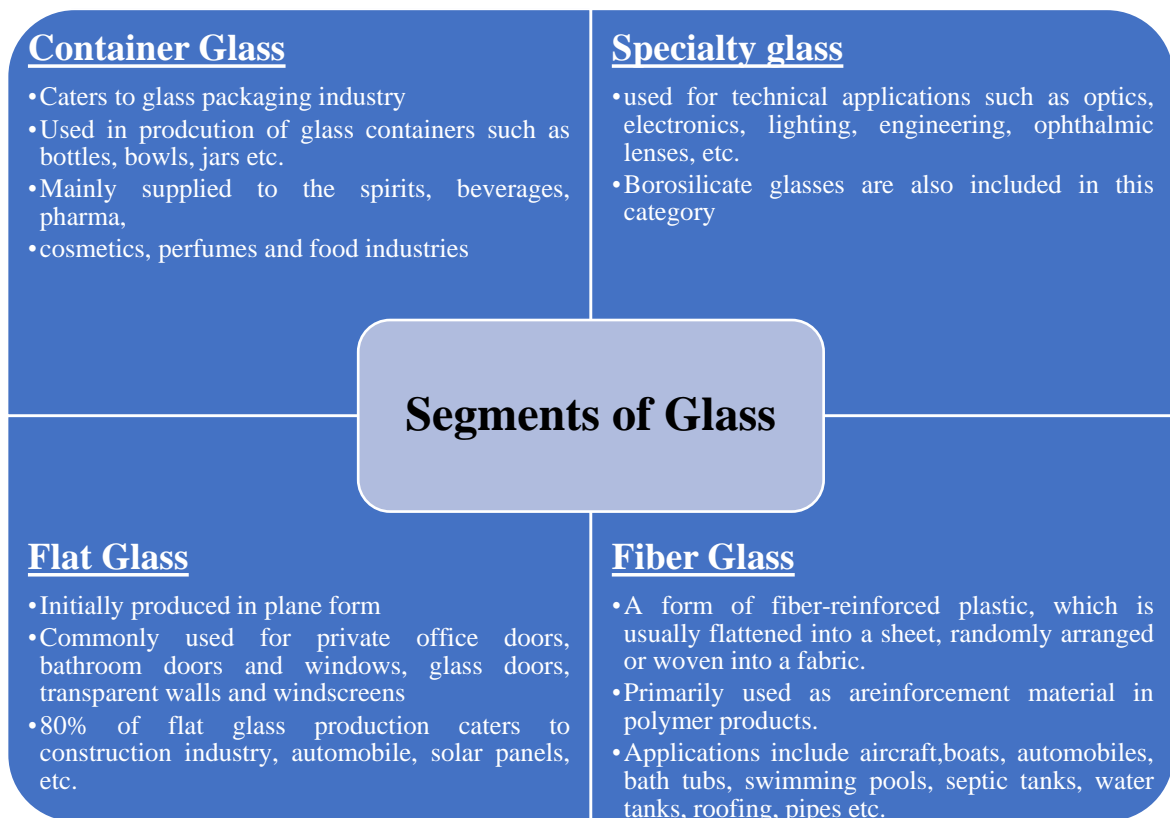 Container Glass
•Caters to glass packaging industry
•Used in prodcution of glass containers such as
bottles, bowls, jars etc.
•Mainly supplied to the spirits, beverages,
pharma,
•cosmetics, perfumes and food industries
Specialty glass
•used for technical applications such as optics,
electronics, lighting, engineering, ophthalmic
lenses, etc.
•Borosilicate glasses are also included in this
category
Segments of Glass
Flat Glass
•Initially produced in plane form
•Commonly used for private office doors,
bathroom doors and windows, glass doors,
transparent walls and windscreens
•80% of flat glass production caters to
construction industry, automobile, solar panels,
etc.
Fiber Glass
•A form of fiber-reinforced plastic, which is
usually flattened into a sheet, randomly arranged
or woven into a fabric.
•Primarily used as areinforcement material in
polymer products.
•Applications include aircraft,boats, automobiles,
bath tubs, swimming pools, septic tanks, water
tanks, roofing, pipes etc.